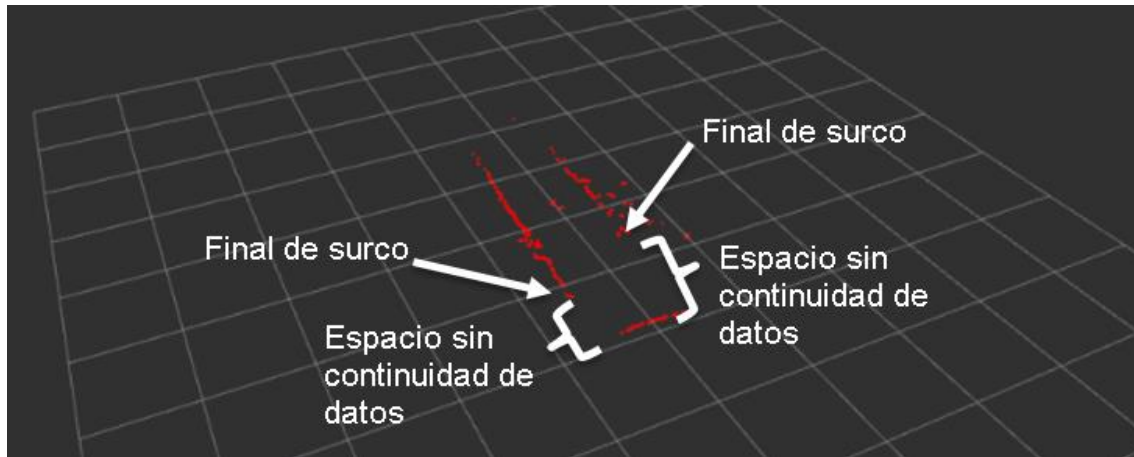 Final de surco
Final de surco
Espacio sin
continuidad de
datos
Espacio sin
continuidad de
datos